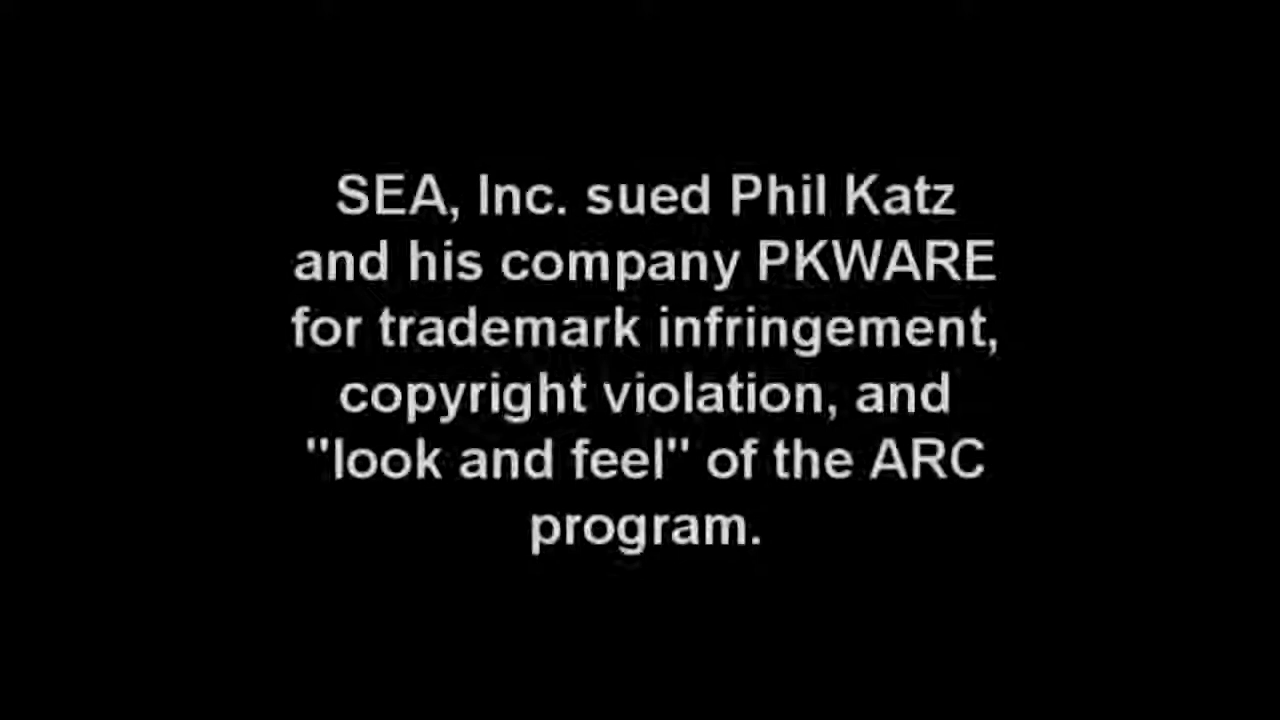 SEA, Inc. sued Phil Katz
and his company PKWARE
for trademark infringement,
copyright violation, and
"look and feel" of the ARC
program.